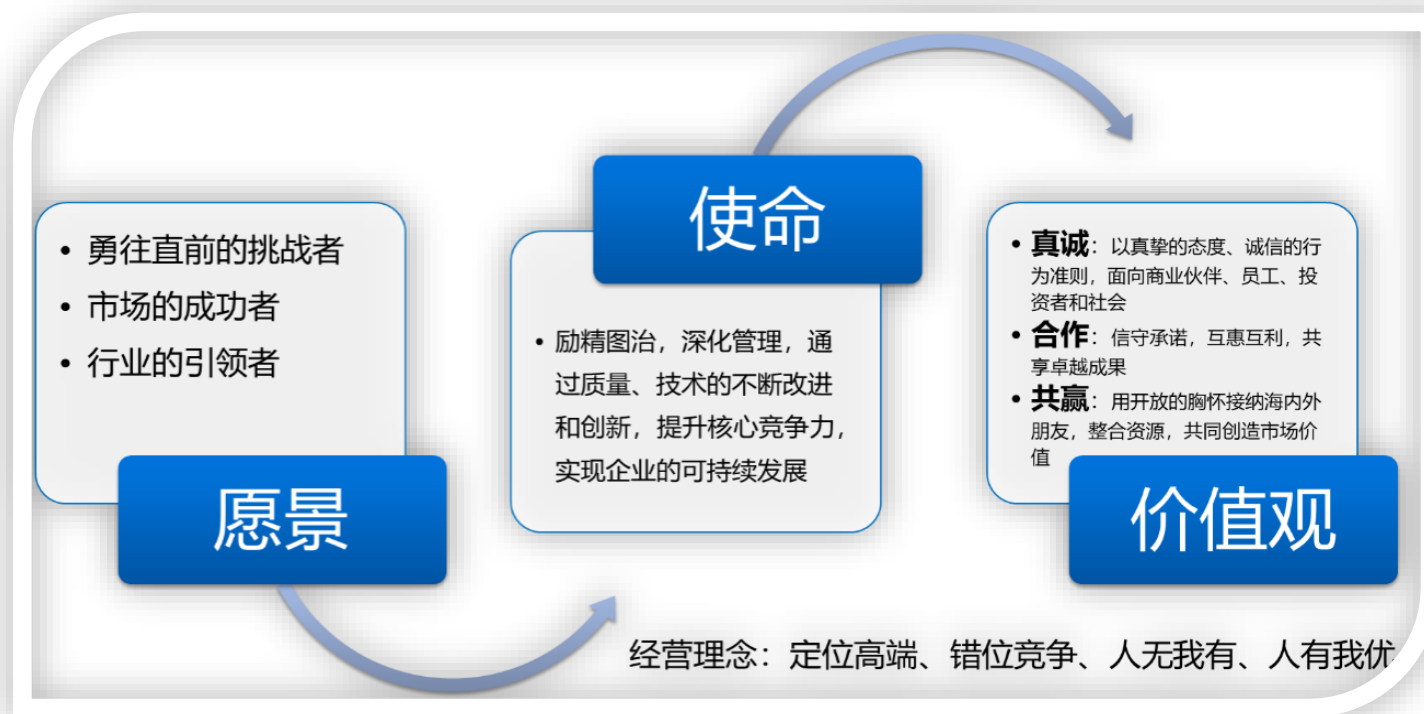 勇往直前的挑战者
市场的成功者
行业的引领者
愿景
使命
励精图治，深化管理，通
过质量、技术的不断改进
和创新，提升核心竞争力，
实现企业的可持续发展
真诚：以真挚的态度、诚信的行
为准则，面向商业伙伴、员工、投
资者和社会
合作：信守承诺，互惠互利，共
享卓越成果
共赢：用开放的胸怀接纳海内外
朋友，整合资源，共同创造市场价
值
价值观
经营理念：定位高端、错位竞争、人无我有、人有我优